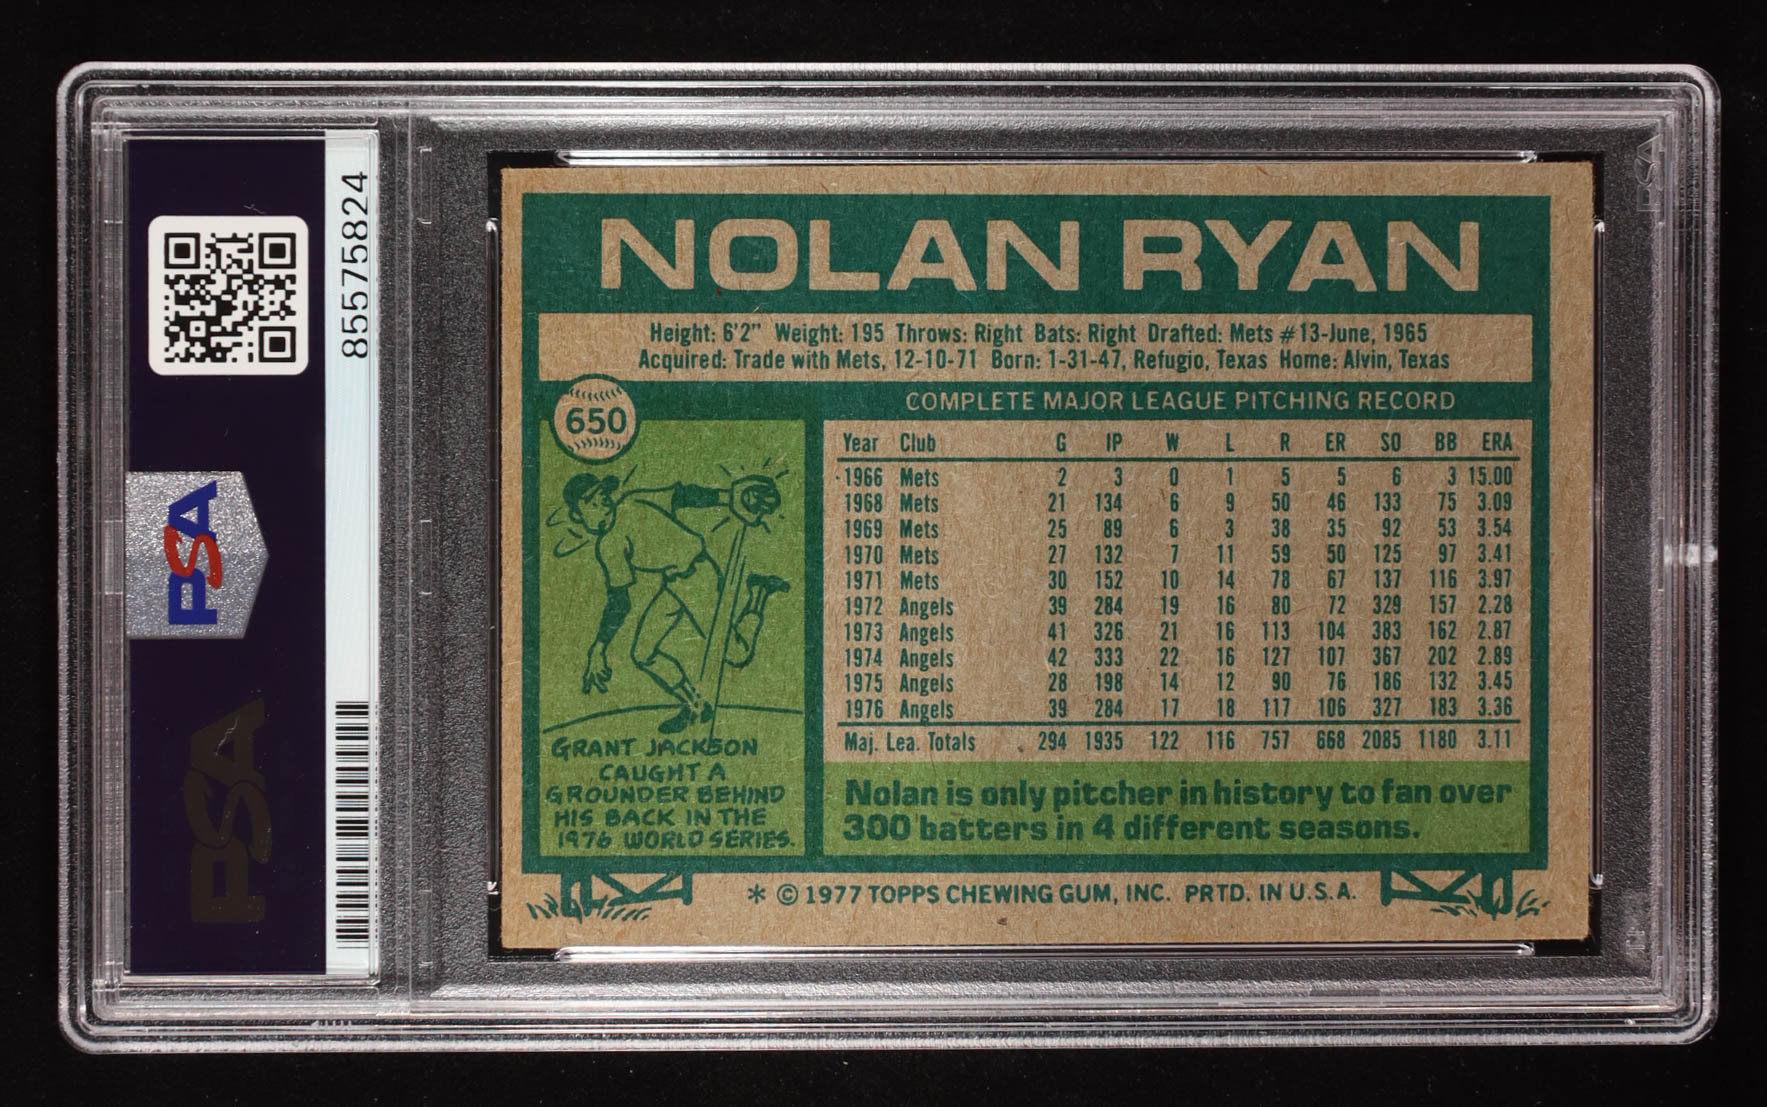 85575824
PSA
PSA
PSA
NOLAN RYAN
Height: 6'2" Weight: 195 Throws: Right Bats: Right Drafted: Mets #13-June, 1965
Acquired: Trade with Mets, 12-10-71 Born: 1-31-47, Refugio, Texas Home: Alvin, Texas
650
GRANT JACKSON
CAUGHT A
GROUNDER BEHIND
HIS BACK IN THE
1976 WORLD SERIES.
COMPLETE MAJOR LEAGUE PITCHING RECORD
Year Club G IP W L R ER SO BB ERA
1966 Mets 2 3 0 1 5 5 6 3 15.00
1968 Mets 21 134 6 9 50 46 133 75 3.09
1969 Mets 25 89 6 3 38 35 92 53 3.54
1970 Mets 27 132 7 11 59 50 125 97 3.41
1971 Mets 30 152 10 14 78 67 137 116 3.97
1972 Angels 39 284 19 16 80 72 329 157 2.28
1973 Angels 41 326 21 16 113 104 383 162 2.87
1974 Angels 42 333 22 16 127 107 367 202 2.89
1975 Angels 28 198 14 12 90 76 186 132 3.45
1976 Angels 39 284 17 18 117 106 327 183 3.36
Maj. Lea. Totals 294 1935 122 116 757 668 2085 1180 3.11
Nolan is only pitcher in history to fan over
300 batters in 4 different seasons.
* © 1977 TOPPS CHEWING GUM, INC. PRTD. IN U.S.A.